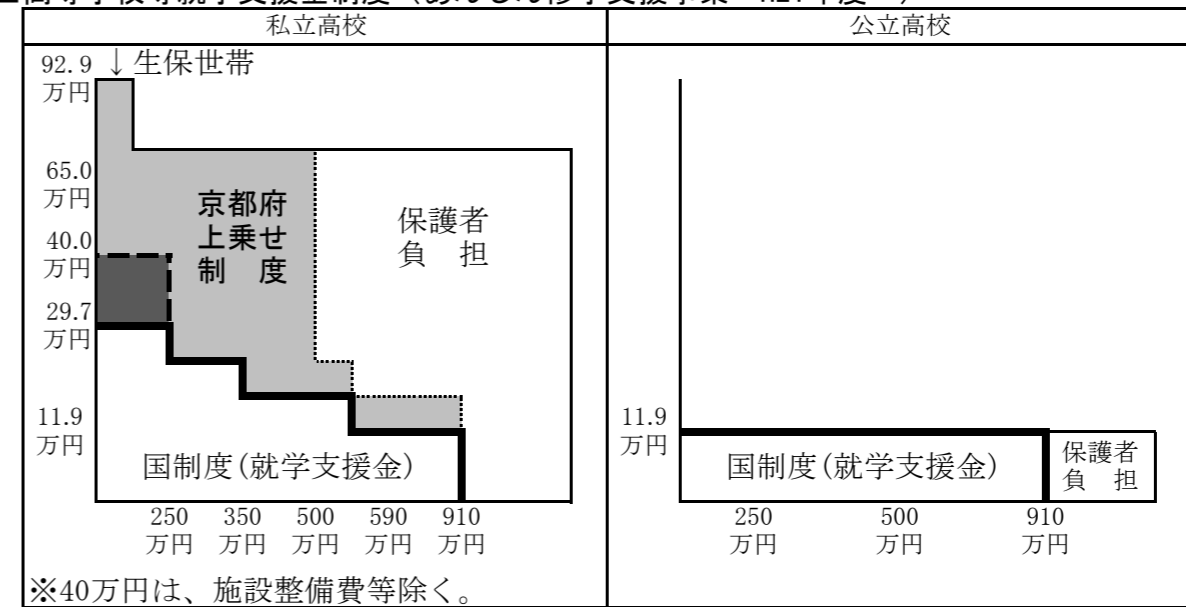 私立高校
公立高校
92.9
万円
↓生保世帯
65.0
万円
40.0
万円
29.7
万円
11.9
万円
京都府
上乗せ
制　度
保護者
負　担
国制度(就学支援金)
250
万円
350
万円
500
万円
590
万円
910
万円
※40万円は、施設整備費等除く。
11.9
万円
国制度(就学支援金)
保護者
負　担
250
万円
500
万円
910
万円